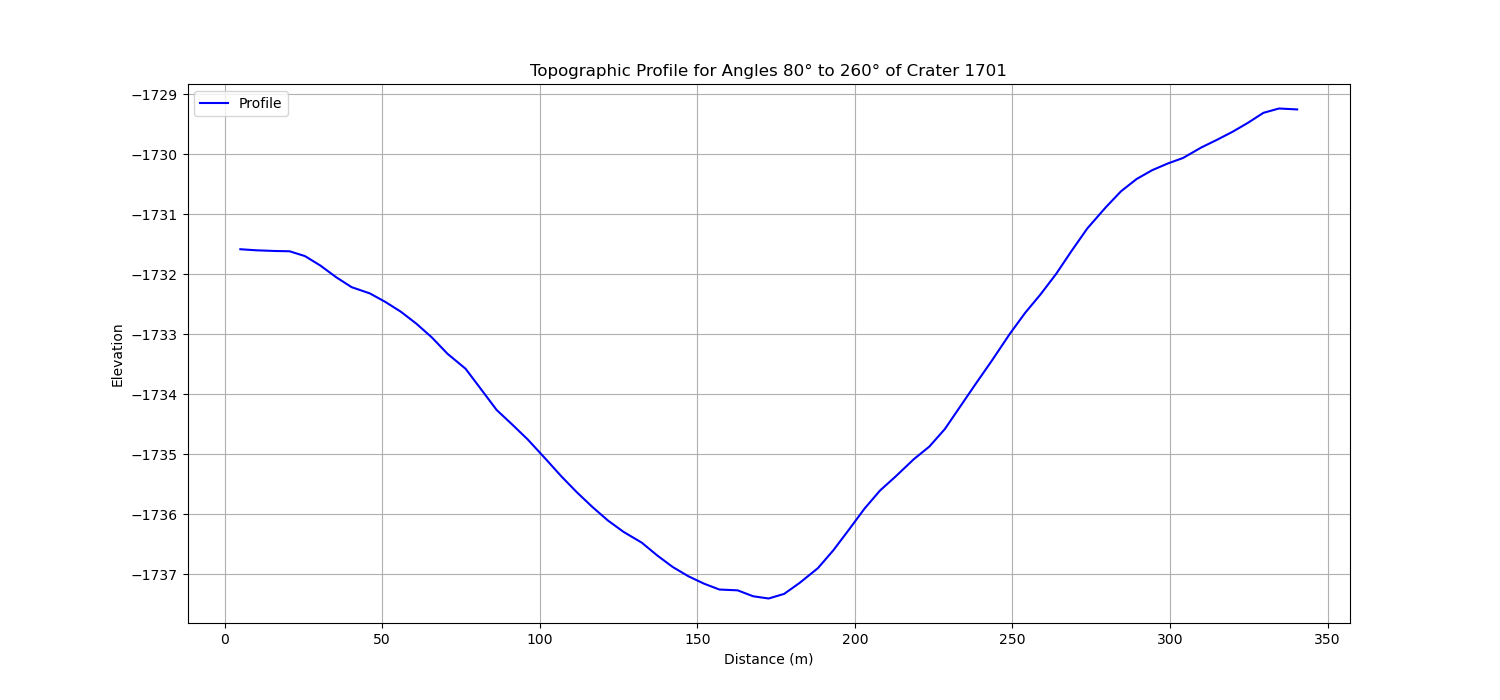 Topographic Profile for Angles 80° to 260° of Crater 1701
Profile
−1729
−1730
−1731
−1732
−1733
−1734
−1735
−1736
−1737
Elevation
0 50 100 150 200 250 300 350
Distance (m)